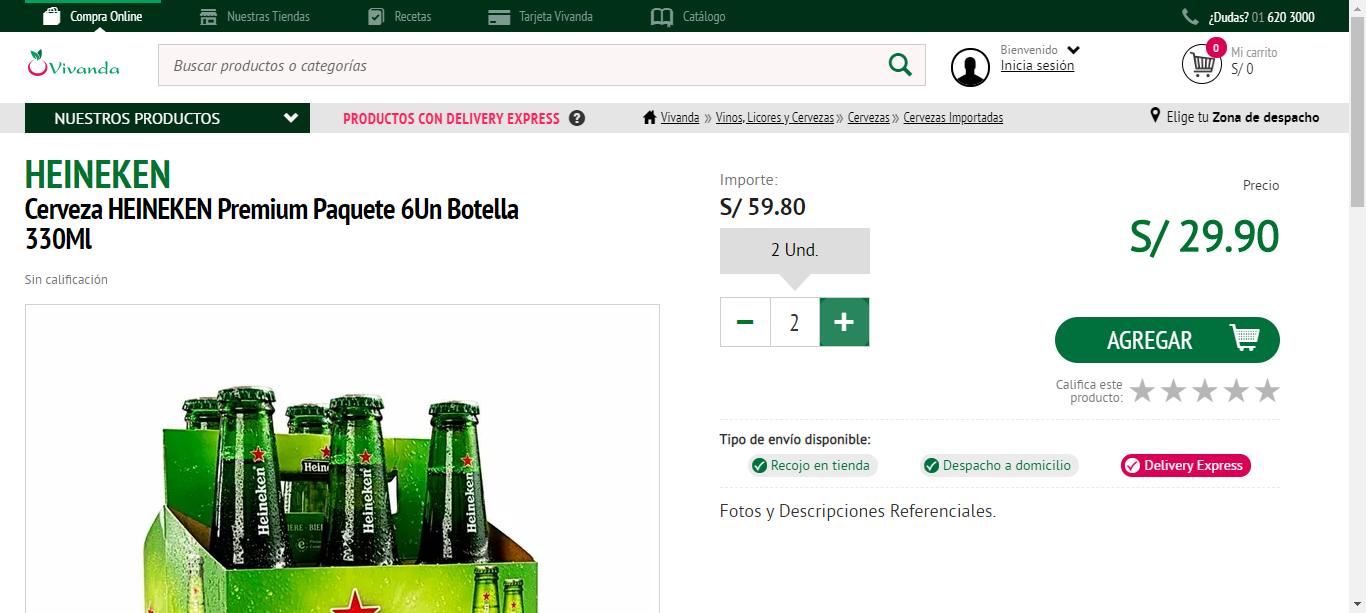 Compra Online
Nuestras Tiendas
Recetas
Tarjeta Vivanda
Catálogo
¿Dudas? 01 620 3000
Vivanda
Buscar productos o categorías
Bienvenido
Inicia sesión
0
Mi carrito
S/ 0
NUESTROS PRODUCTOS
PRODUCTOS CON DELIVERY EXPRESS ?
Vivanda » Vinos, Licores y Cervezas » Cervezas » Cervezas Importadas
Elige tu Zona de despacho
HEINEKEN
Cerveza HEINEKEN Premium Paquete 6Un Botella
330Ml
Sin calificación
Importe:
S/ 59.80
2 Und.
− 2 +
Precio
S/ 29.90
AGREGAR
Califica este
producto:
Tipo de envío disponible:
Recojo en tienda
Despacho a domicilio
Delivery Express
Fotos y Descripciones Referenciales.
Heineken
Heineken
Heineken